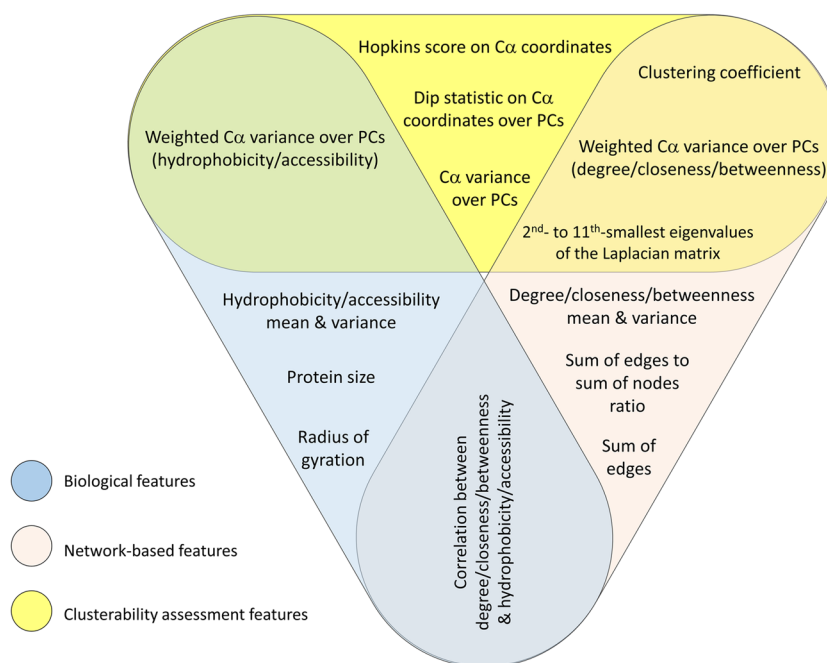 Hopkins score on Cα coordinates
Clustering coefficient
Dip statistic on Cα
coordinates over PCs
Weighted Cα variance over PCs
(hydrophobicity/accessibility)
Weighted Cα variance over PCs
(degree/closeness/betweenness)
Cα variance
over PCs
2nd- to 11th-smallest eigenvalues
of the Laplacian matrix
Hydrophobicity/accessibility
mean & variance
Degree/closeness/betweenness
mean & variance
Protein size
Sum of edges to
sum of nodes
ratio
Radius of
gyration
Sum of
edges
Correlation between
degree/closeness/betweenness
& hydrophobicity/accessibility
Biological features
Network-based features
Clusterability assessment features